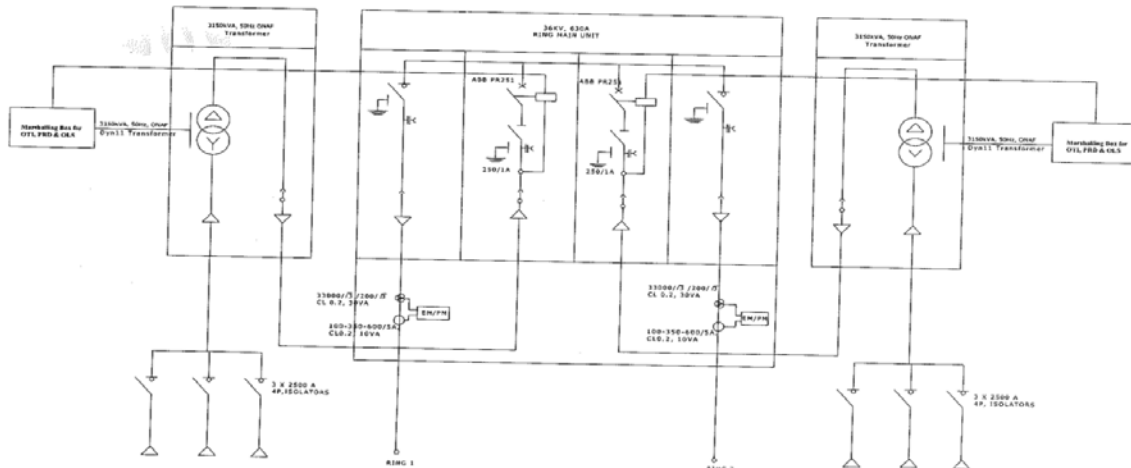 3150kVA, 50Hz ONAF
Transformer
36KV, 630A
RING MAIN UNIT
3150kVA, 50Hz ONAF
Transformer
ABB PR251
ABB PR251
Marshalling Box for
OTI, PRD & OLS
3150kVA, 50Hz, ONAF
Dyn11 Transformer
3150kVA, 50Hz, ONAF
Dyn11 Transformer
Marshalling Box for
OTI, PRD & OLS
250/1A
250/1A
33000/√3 /200/√3
CL 0.2, 30VA
EM/PM
100-350-600/5A
CL0.2, 10VA
33000/√3 /200/√3
CL 0.2, 30VA
EM/PM
100-350-600/5A
CL0.2, 10VA
3 X 2500 A
4P, ISOLATORS
3 X 2500 A
4P, ISOLATORS
RING 1